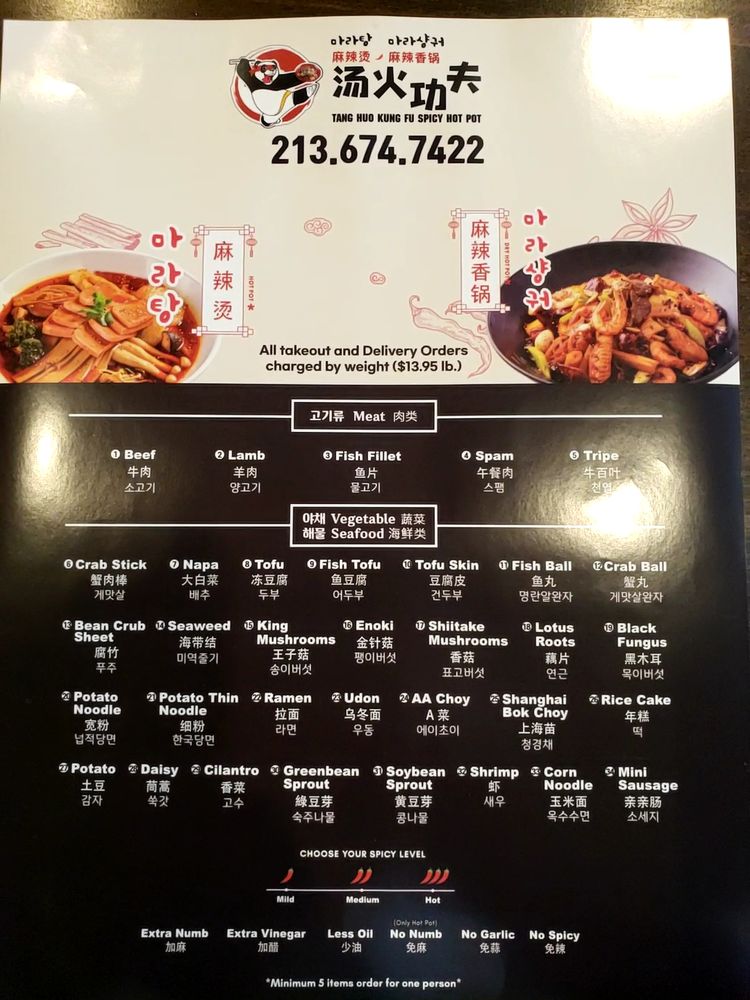 마라탕 마라샹궈
麻辣烫 麻辣香锅
汤火功夫
TANG HUO KUNG FU SPICY HOT POT
213.674.7422
마라탕
麻辣烫
HOT POT
麻辣香锅
DRY HOT POT
마라샹궈
All takeout and Delivery Orders
charged by weight ($13.95 lb.)
고기류 Meat 肉类
1 Beef 2 Lamb 3 Fish Fillet 4 Spam 5 Tripe
牛肉 羊肉 鱼片 午餐肉 牛百叶
소고기 양고기 물고기 스팸 천엽
야채 Vegetable 蔬菜
해물 Seafood 海鲜类
6 Crab Stick 7 Napa 8 Tofu 9 Fish Tofu 10 Tofu Skin 11 Fish Ball 12 Crab Ball
蟹肉棒 大白菜 冻豆腐 鱼豆腐 豆腐皮 鱼丸 蟹丸
게맛살 배추 두부 어두부 건두부 명란알완자 게맛살완자
13 Bean Crub Sheet 14 Seaweed 15 King Mushrooms 16 Enoki 17 Shiitake Mushrooms 18 Lotus Roots 19 Black Fungus
腐竹 海带结 王子菇 金针菇 香菇 藕片 黑木耳
푸주 미역줄기 송이버섯 팽이버섯 표고버섯 연근 목이버섯
20 Potato Noodle 21 Potato Thin Noodle 22 Ramen 23 Udon 24 AA Choy 25 Shanghai Bok Choy 26 Rice Cake
宽粉 细粉 拉面 乌冬面 A 菜 上海苗 年糕
넙적당면 한국당면 라면 우동 에이초이 청경채 떡
27 Potato 28 Daisy 29 Cilantro 30 Greenbean Sprout 31 Soybean Sprout 32 Shrimp 33 Corn Noodle 34 Mini Sausage
土豆 茼蒿 香菜 綠豆芽 黄豆芽 虾 玉米面 亲亲肠
감자 쑥갓 고수 숙주나물 콩나물 새우 옥수수면 소세지
CHOOSE YOUR SPICY LEVEL
Mild Medium Hot
(Only Hot Pot)
Extra Numb Extra Vinegar Less Oil No Numb No Garlic No Spicy
加麻 加醋 少油 免麻 免蒜 免辣
*Minimum 5 items order for one person*